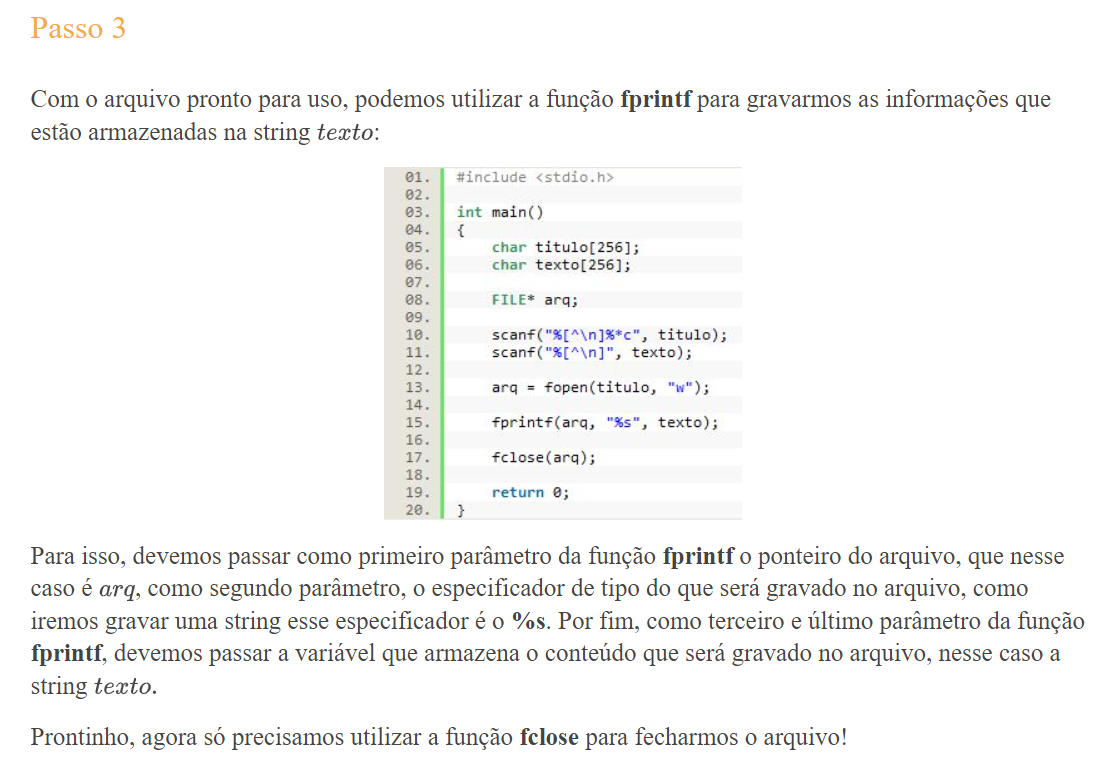 Passo 3
Com o arquivo pronto para uso, podemos utilizar a função fprintf para gravarmos as informações que
estão armazenadas na string texto:
01. #include <stdio.h>
02.
03. int main()
04. {
05.     char titulo[256];
06.     char texto[256];
07.
08.     FILE* arq;
09.
10.     scanf("%[^\n]%*c", titulo);
11.     scanf("%[^\n]", texto);
12.
13.     arq = fopen(titulo, "w");
14.
15.     fprintf(arq, "%s", texto);
16.
17.     fclose(arq);
18.
19.     return 0;
20. }
Para isso, devemos passar como primeiro parâmetro da função fprintf o ponteiro do arquivo, que nesse
caso é arq, como segundo parâmetro, o especificador de tipo do que será gravado no arquivo, como
iremos gravar uma string esse especificador é o %s. Por fim, como terceiro e último parâmetro da função
fprintf, devemos passar a variável que armazena o conteúdo que será gravado no arquivo, nesse caso a
string texto.
Prontinho, agora só precisamos utilizar a função fclose para fecharmos o arquivo!